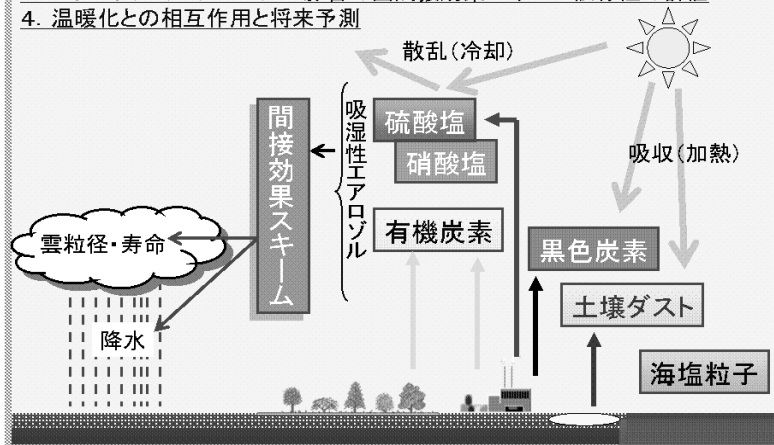 4. 温暖化との相互作用と将来予測
散乱(冷却)
間接効果スキーム
吸湿性エアロゾル
硫酸塩
硝酸塩
吸収(加熱)
有機炭素
雲粒径・寿命
黒色炭素
土壌ダスト
降水
海塩粒子